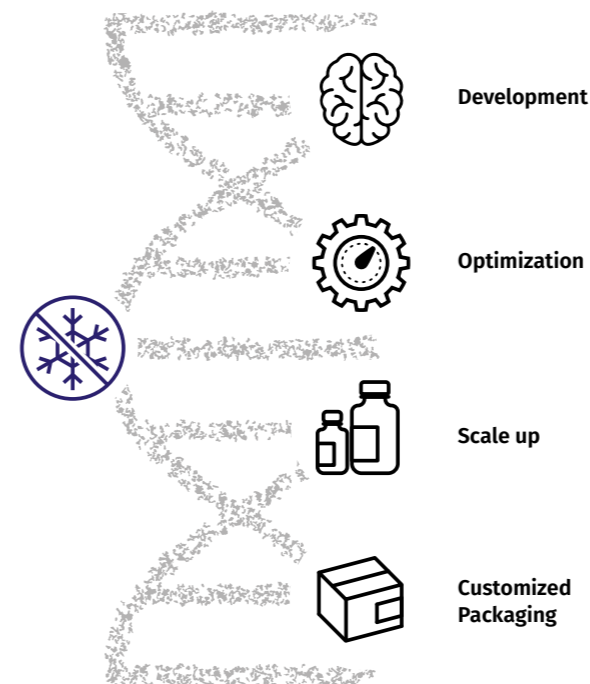 Development
Optimization
Scale up
Customized
Packaging